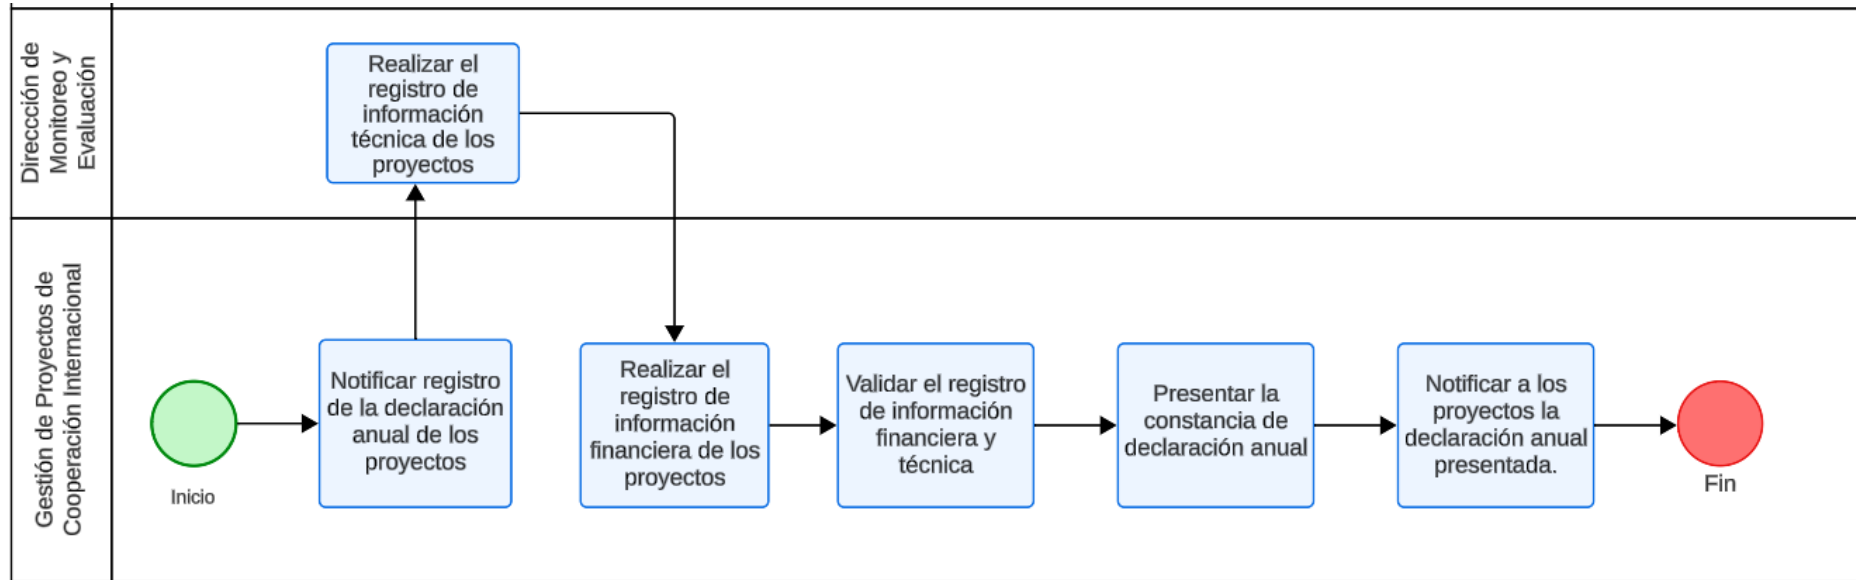 Direccción de
Monitoreo y
Evaluación
Realizar el
registro de
información
técnica de los
proyectos
Gestión de Proyectos de
Cooperación Internacional
Inicio
Notificar registro
de la declaración
anual de los
proyectos
Realizar el
registro de
información
financiera de los
proyectos
Validar el registro
de información
financiera y
técnica
Presentar la
constancia de
declaración anual
Notificar a los
proyectos la
declaración anual
presentada.
Fin